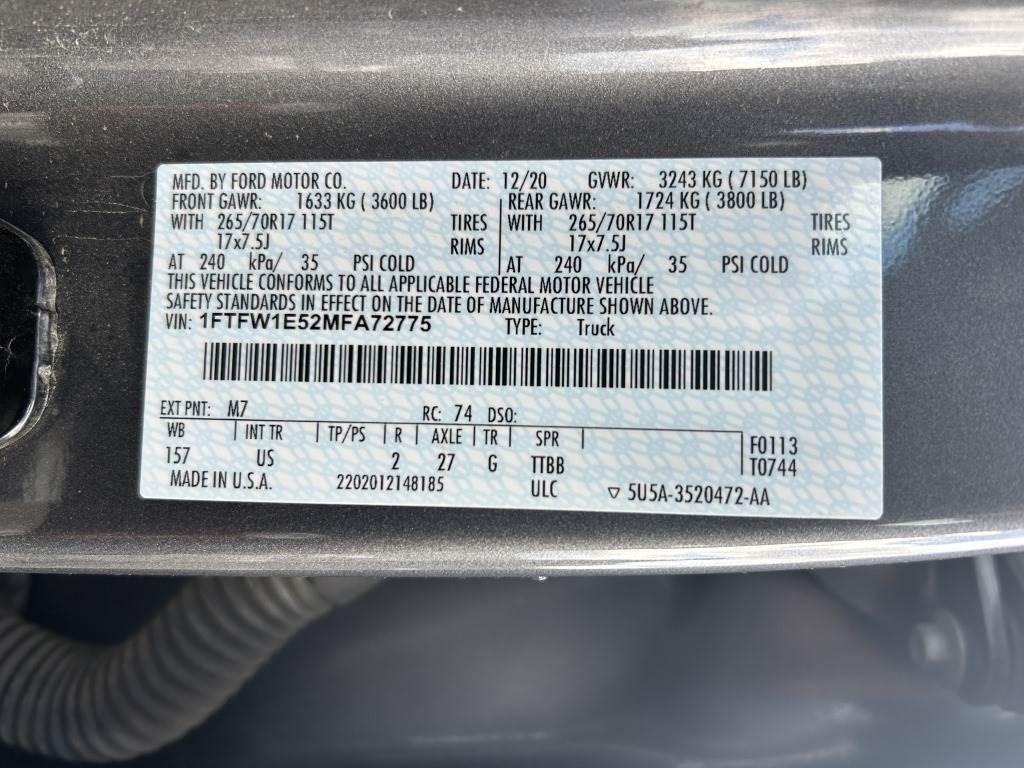 MFD. BY FORD MOTOR CO. DATE: 12/20 GVWR: 3243 KG ( 7150 LB)
FRONT GAWR: 1633 KG ( 3600 LB) REAR GAWR: 1724 KG ( 3800 LB)
WITH 265/70R17 115T TIRES WITH 265/70R17 115T TIRES
17x7.5J RIMS 17x7.5J RIMS
AT 240 kPa/ 35 PSI COLD AT 240 kPa/ 35 PSI COLD
THIS VEHICLE CONFORMS TO ALL APPLICABLE FEDERAL MOTOR VEHICLE
SAFETY STANDARDS IN EFFECT ON THE DATE OF MANUFACTURE SHOWN ABOVE.
VIN: 1FTFW1E52MFA72775 TYPE: Truck
EXT PNT: M7 RC: 74 DSO:
WB INT TR TP/PS R AXLE TR SPR F0113
157 US 2 27 G TTBB T0744
MADE IN U.S.A. 2202012148185 ULC ▽ 5U5A-3520472-AA